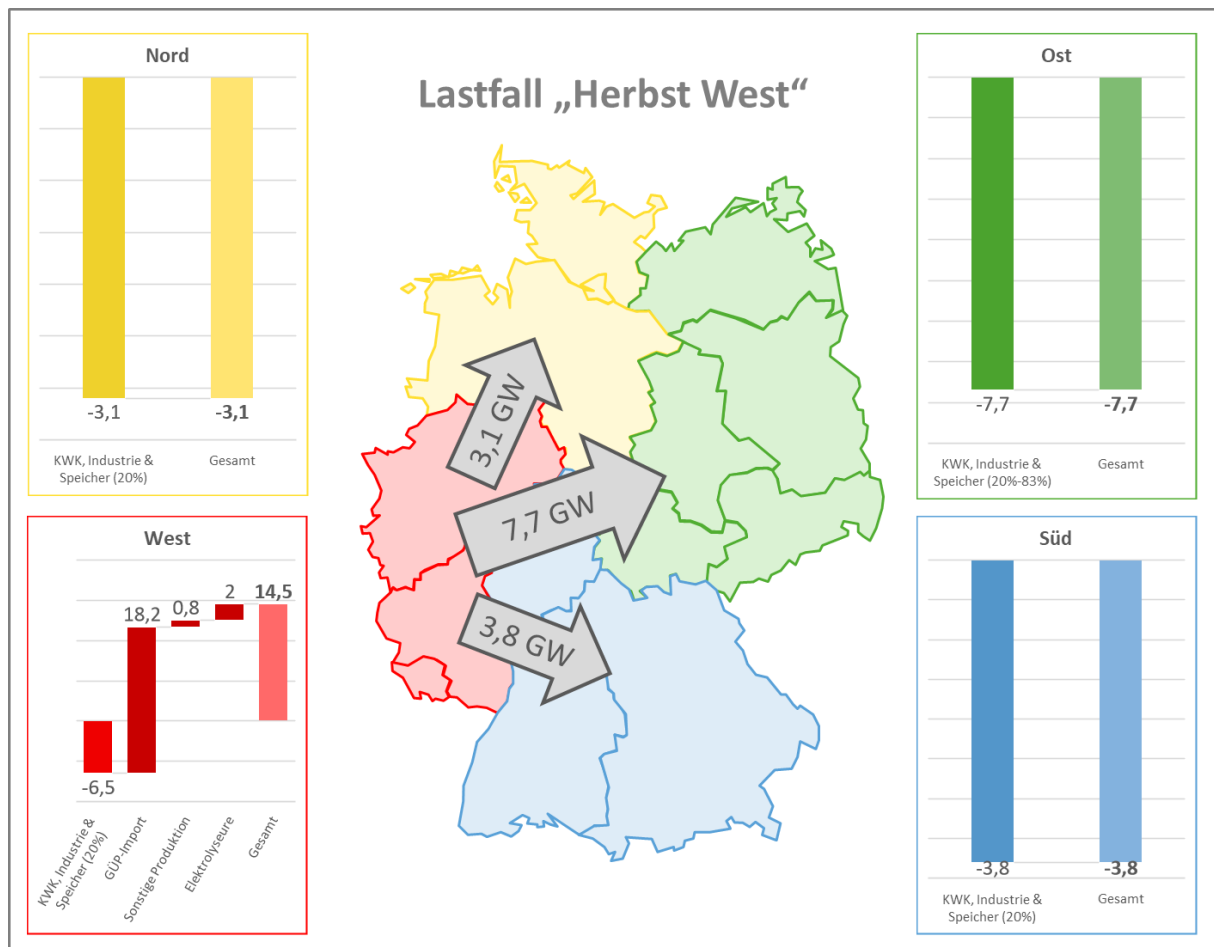 Lastfall „Herbst West“
Nord
-3,1
-3,1
KWK, Industrie &
Speicher (20%)
Gesamt
Ost
-7,7
-7,7
KWK, Industrie &
Speicher (20%-83%)
Gesamt
3,1 GW
7,7 GW
3,8 GW
West
-6,5
18,2
0,8
2
14,5
KWK, Industrie &
Speicher (20%)
GÜP-Import
Sonstige Produktion
Elektrolyseure
Gesamt
Süd
-3,8
-3,8
KWK, Industrie &
Speicher (20%)
Gesamt